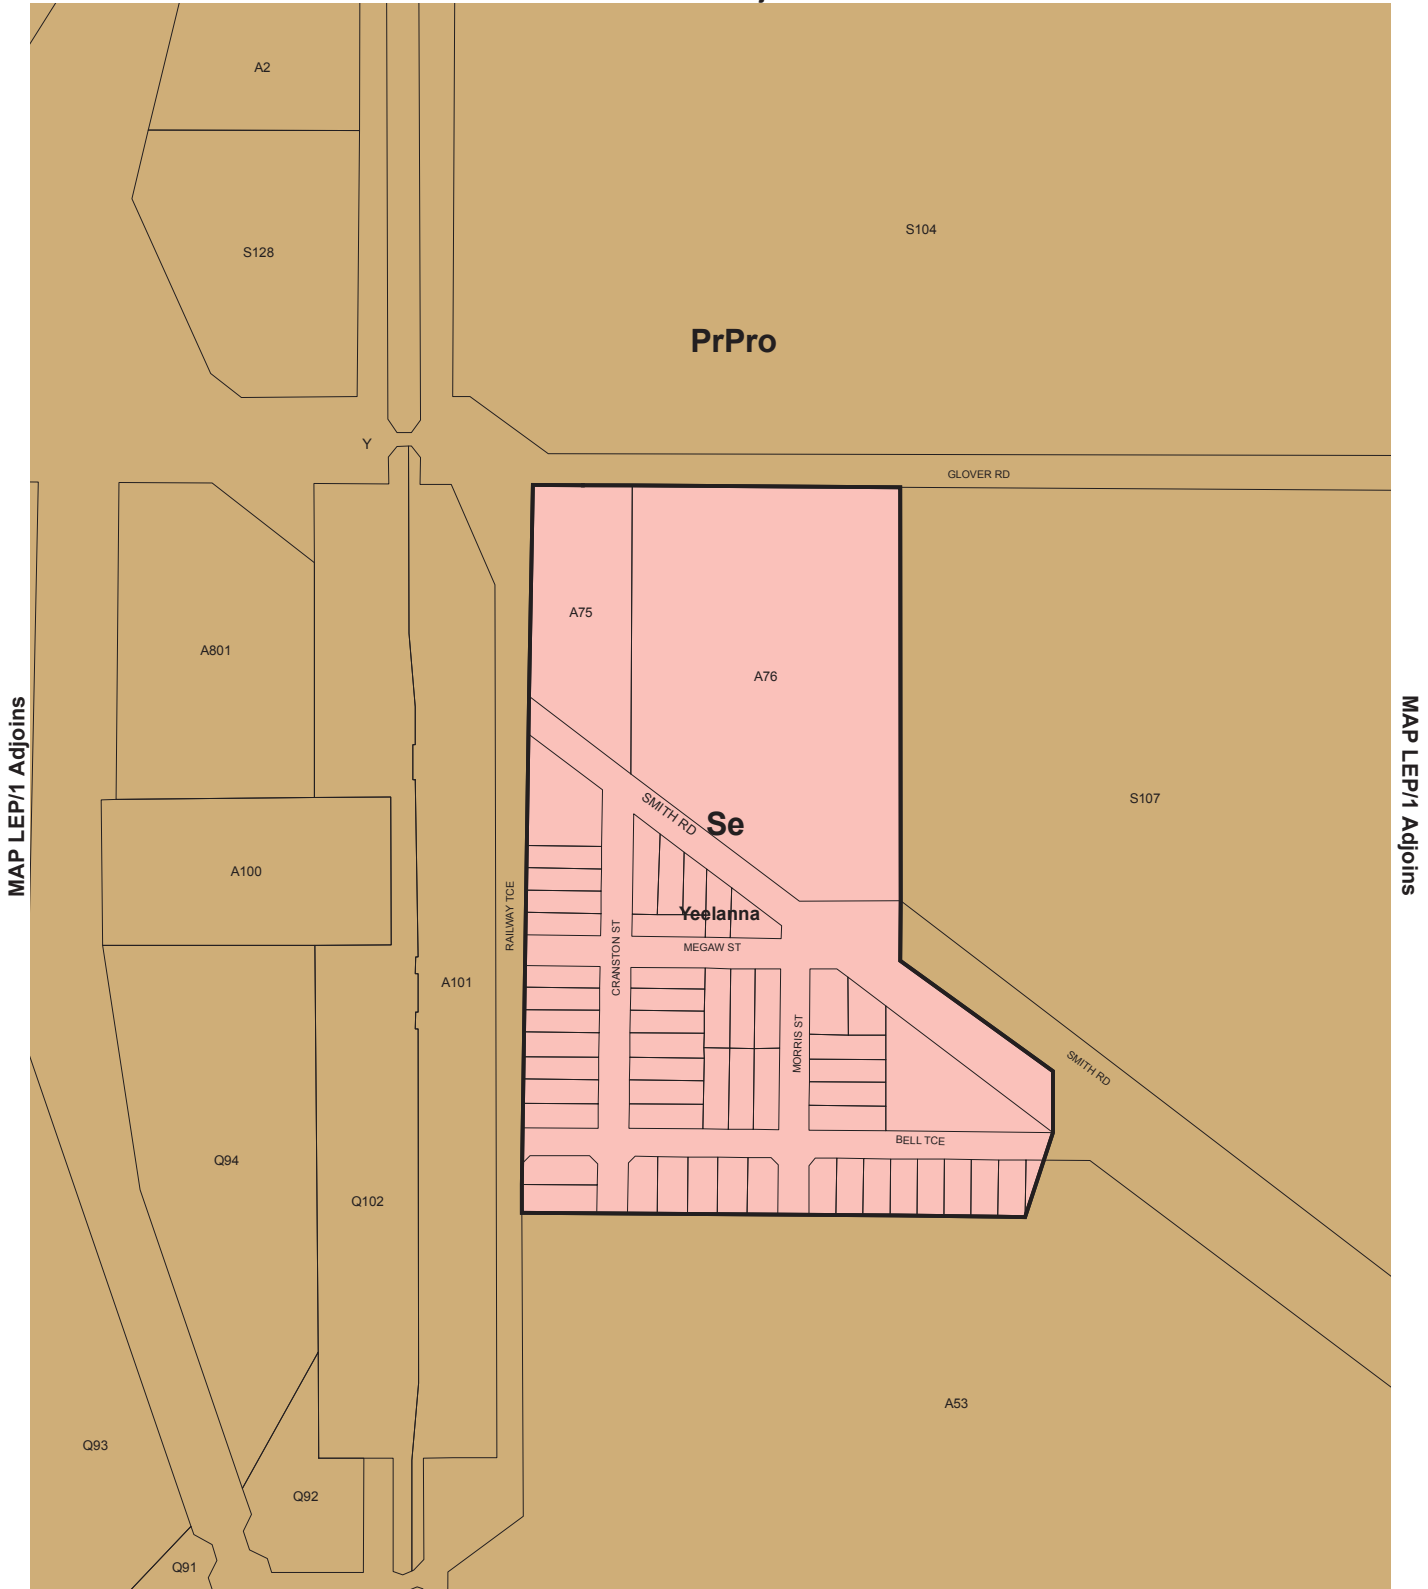 A2
S104
S128
PrPro
Y
GLOVER RD
A75
A801
A76
MAP LEP/1 Adjoins
MAP LEP/1 Adjoins
S107
SMITH RD
Se
A100
RAILWAY TCE
Yeelanna
MEGAW ST
CRANSTON ST
A101
MORRIS ST
SMITH RD
BELL TCE
Q94
Q102
A53
Q93
Q92
Q91